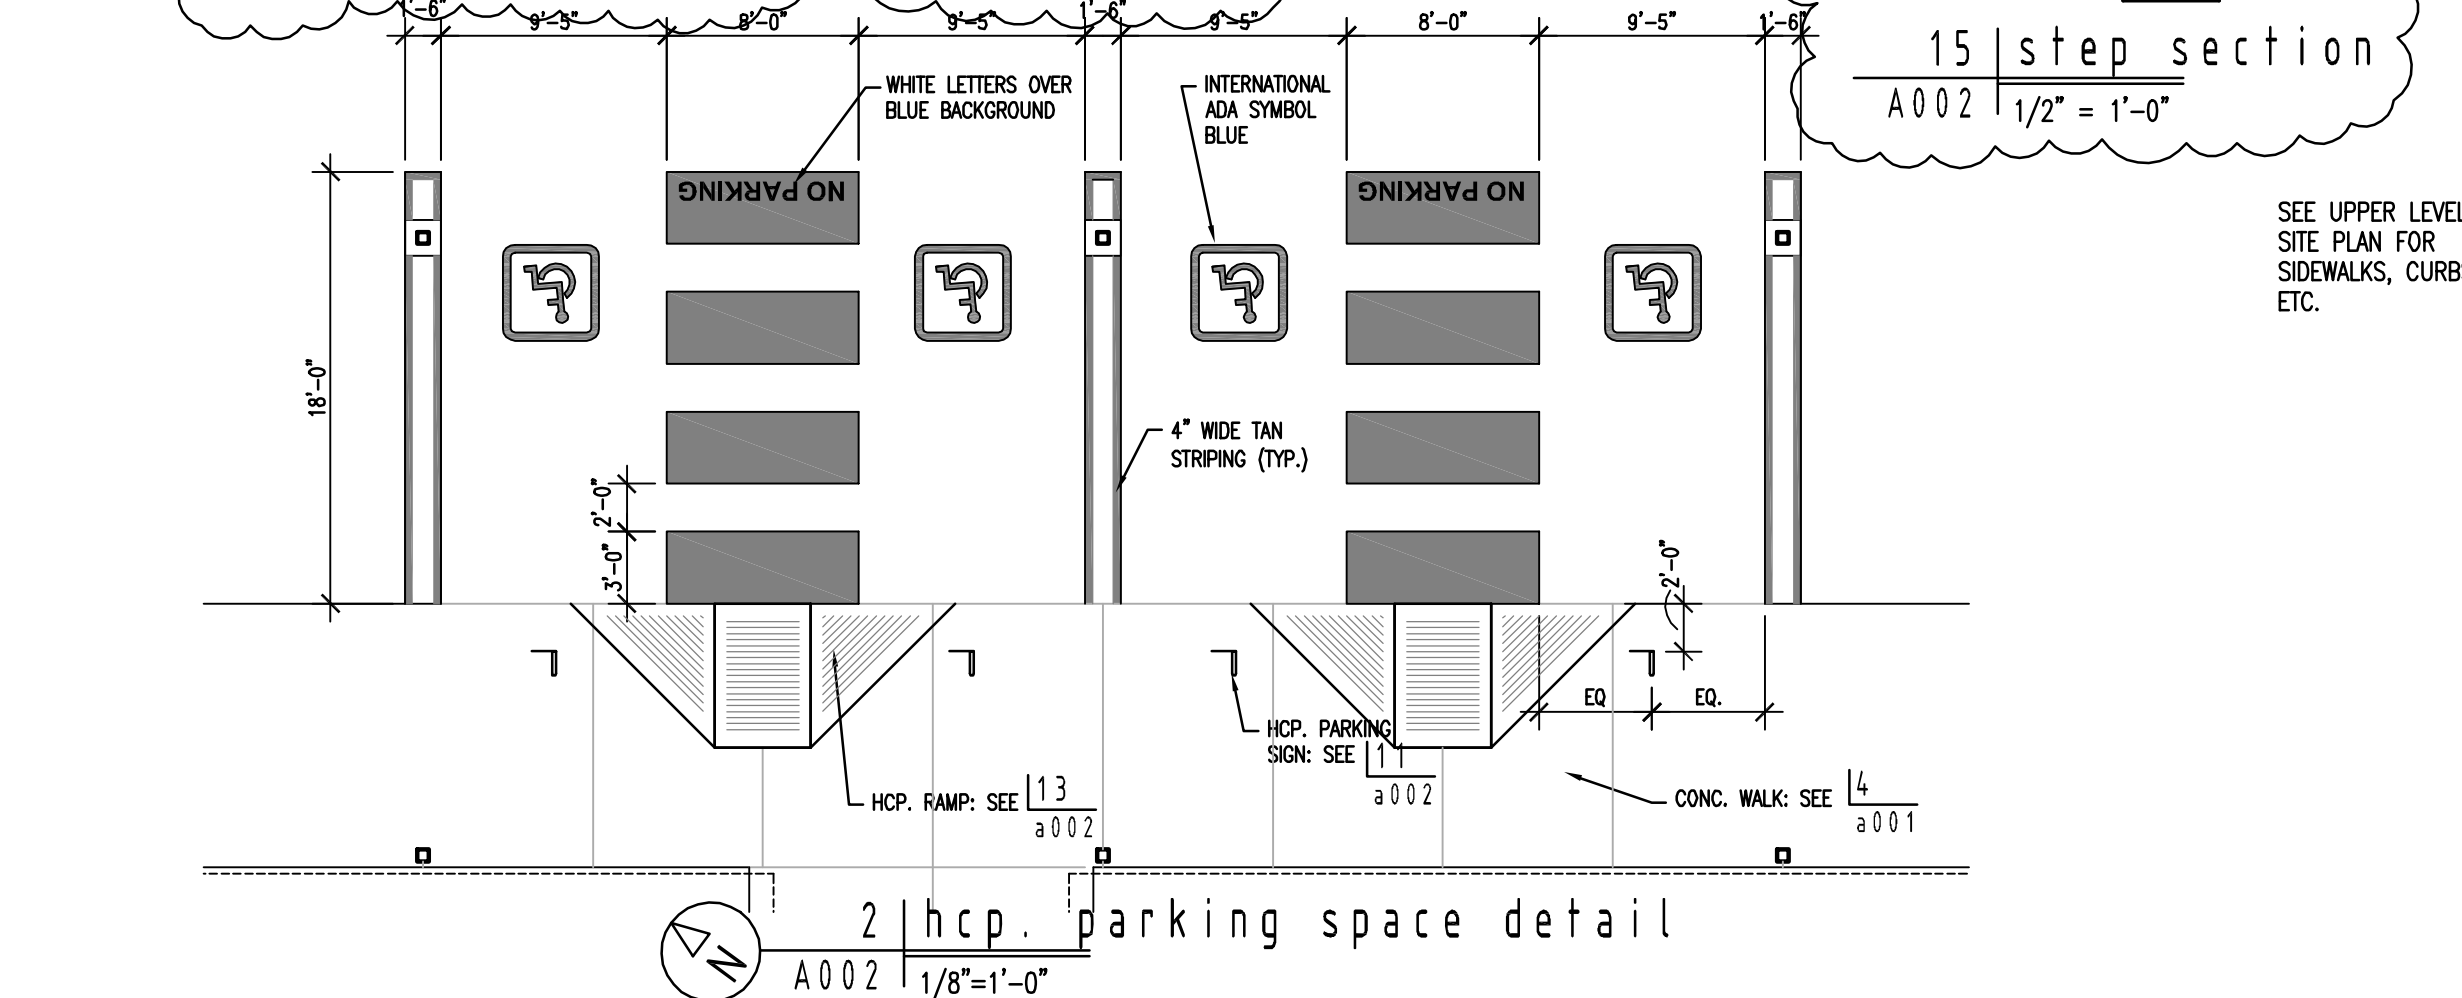 1'-6"
9'-5"
8'-0"
9'-5"
1'-6"
9'-5"
8'-0"
9'-5"
1'-6"
15
step section
A002
1/2" = 1'-0"
WHITE LETTERS OVER
BLUE BACKGROUND
INTERNATIONAL
ADA SYMBOL
BLUE
NO PARKING
NO PARKING
SEE UPPER LEVEL
SITE PLAN FOR
SIDEWALKS, CURB
ETC.
18'-0"
4" WIDE TAN
STRIPING (TYP.)
2'-0"
3'-0"
2'-0"
EQ
EQ.
HCP. PARKING
SIGN: SEE 11
a002
HCP. RAMP: SEE 13
a002
CONC. WALK: SEE 4
a001
N
2
hcp. parking space detail
A002
1/8"=1'-0"